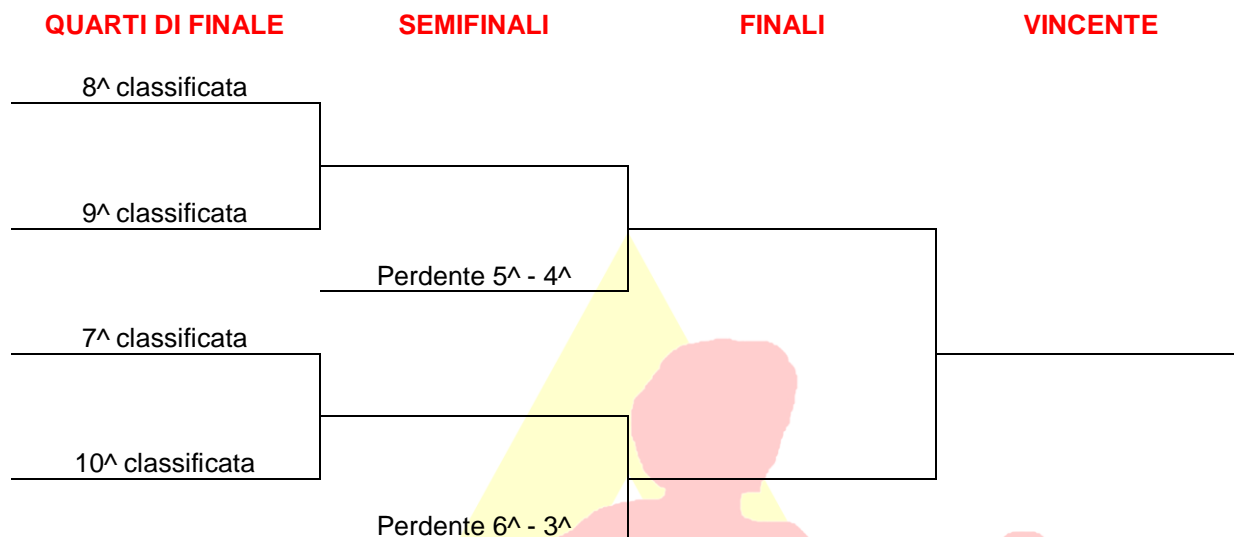 QUARTI DI FINALE SEMIFINALI FINALI VINCENTE
8^ classificata
9^ classificata
Perdente 5^ - 4^
7^ classificata
10^ classificata
Perdente 6^ - 3^